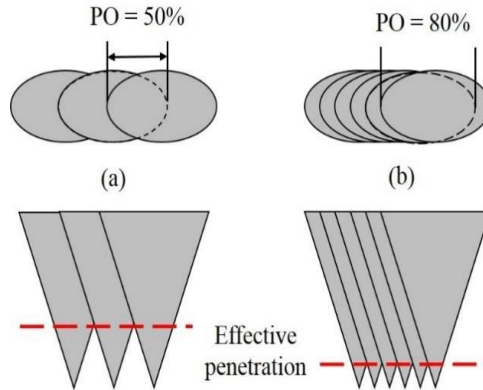 PO = 50%
PO = 80%
(a)
(b)
Effective
penetration